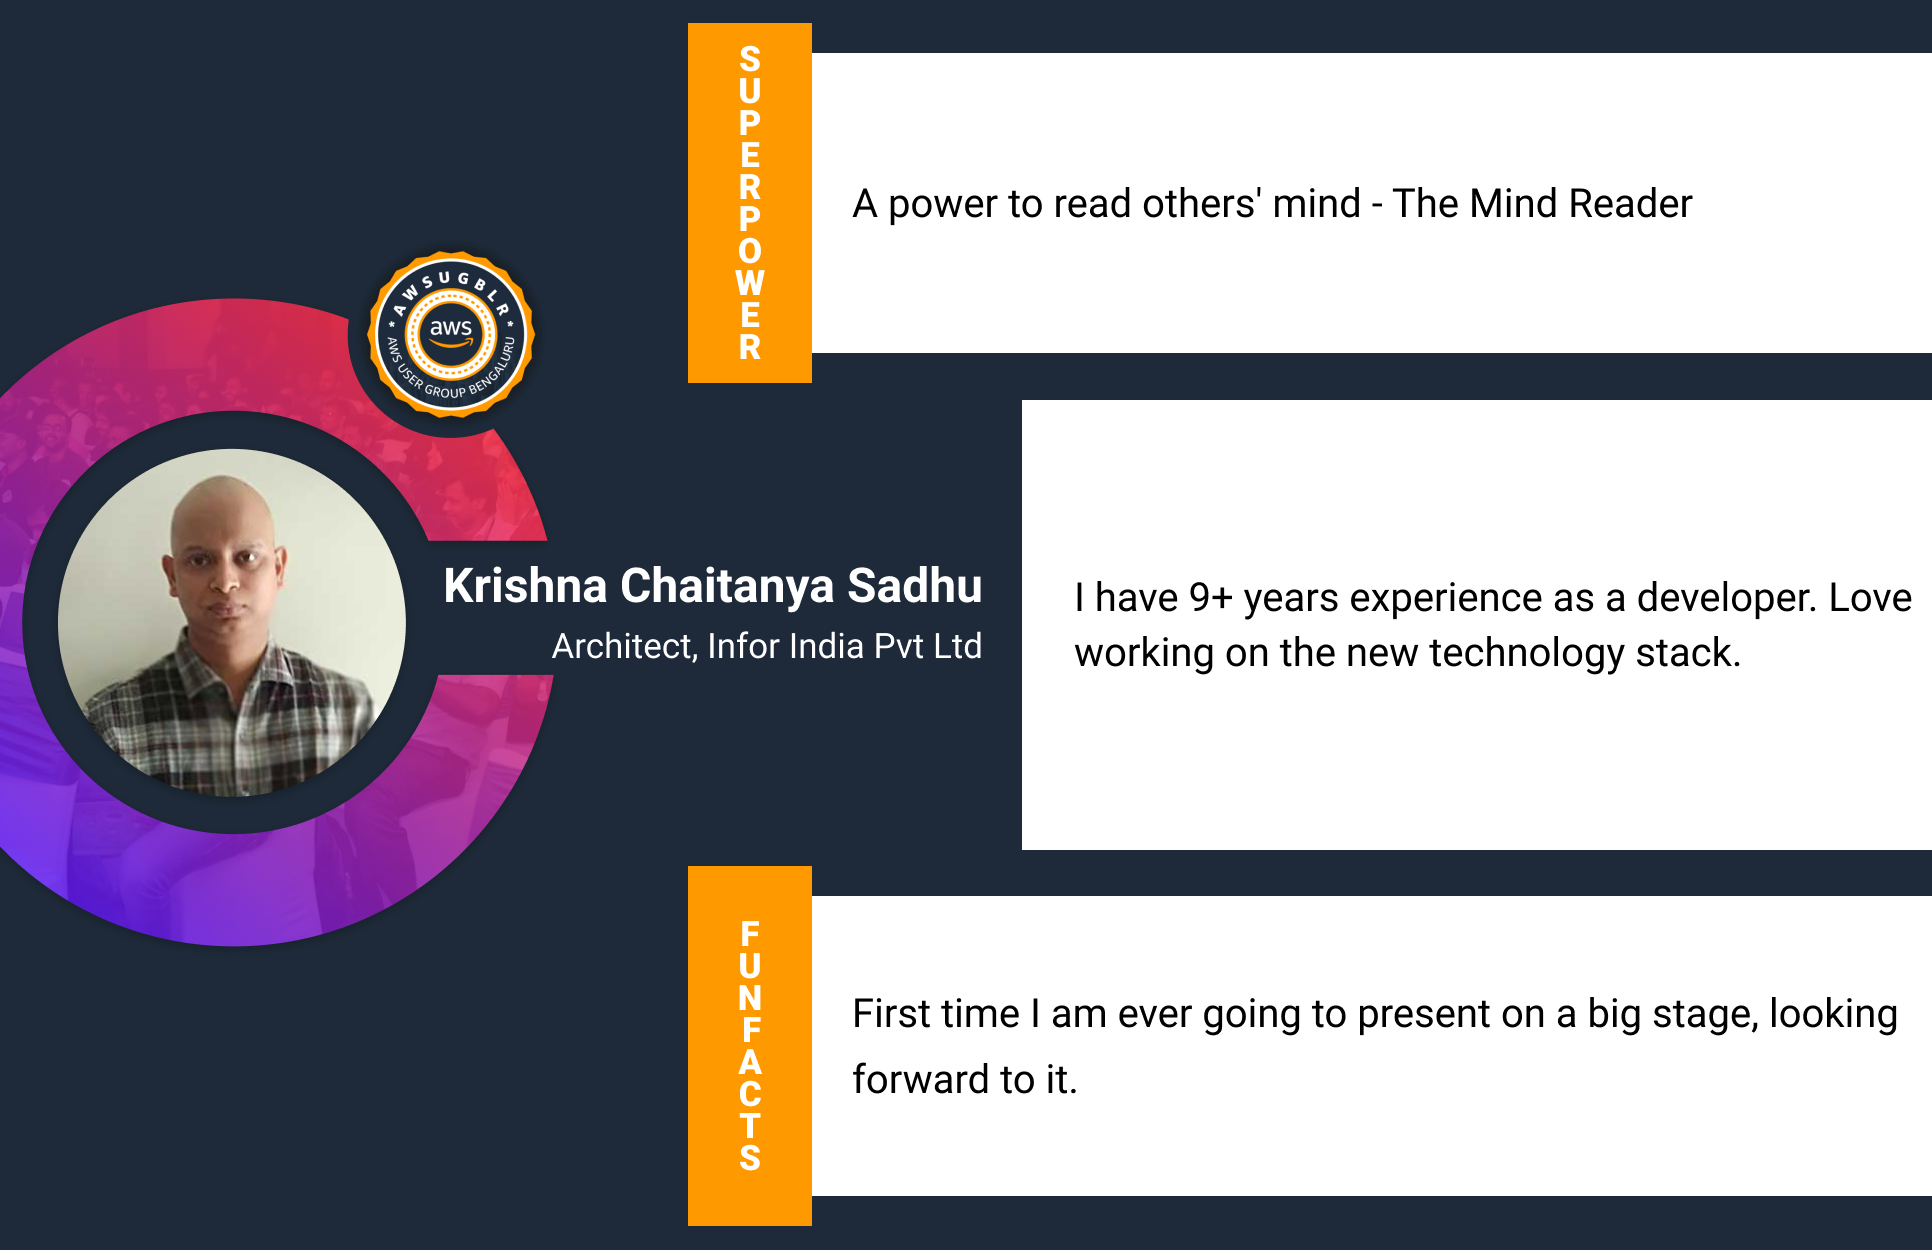 SUPERPOWER
A power to read others' mind - The Mind Reader
* AWSUGBLR *
aws
AWS USER GROUP BENGALURU
Krishna Chaitanya Sadhu
Architect, Infor India Pvt Ltd
I have 9+ years experience as a developer. Love
working on the new technology stack.
FUNFACTS
First time I am ever going to present on a big stage, looking
forward to it.